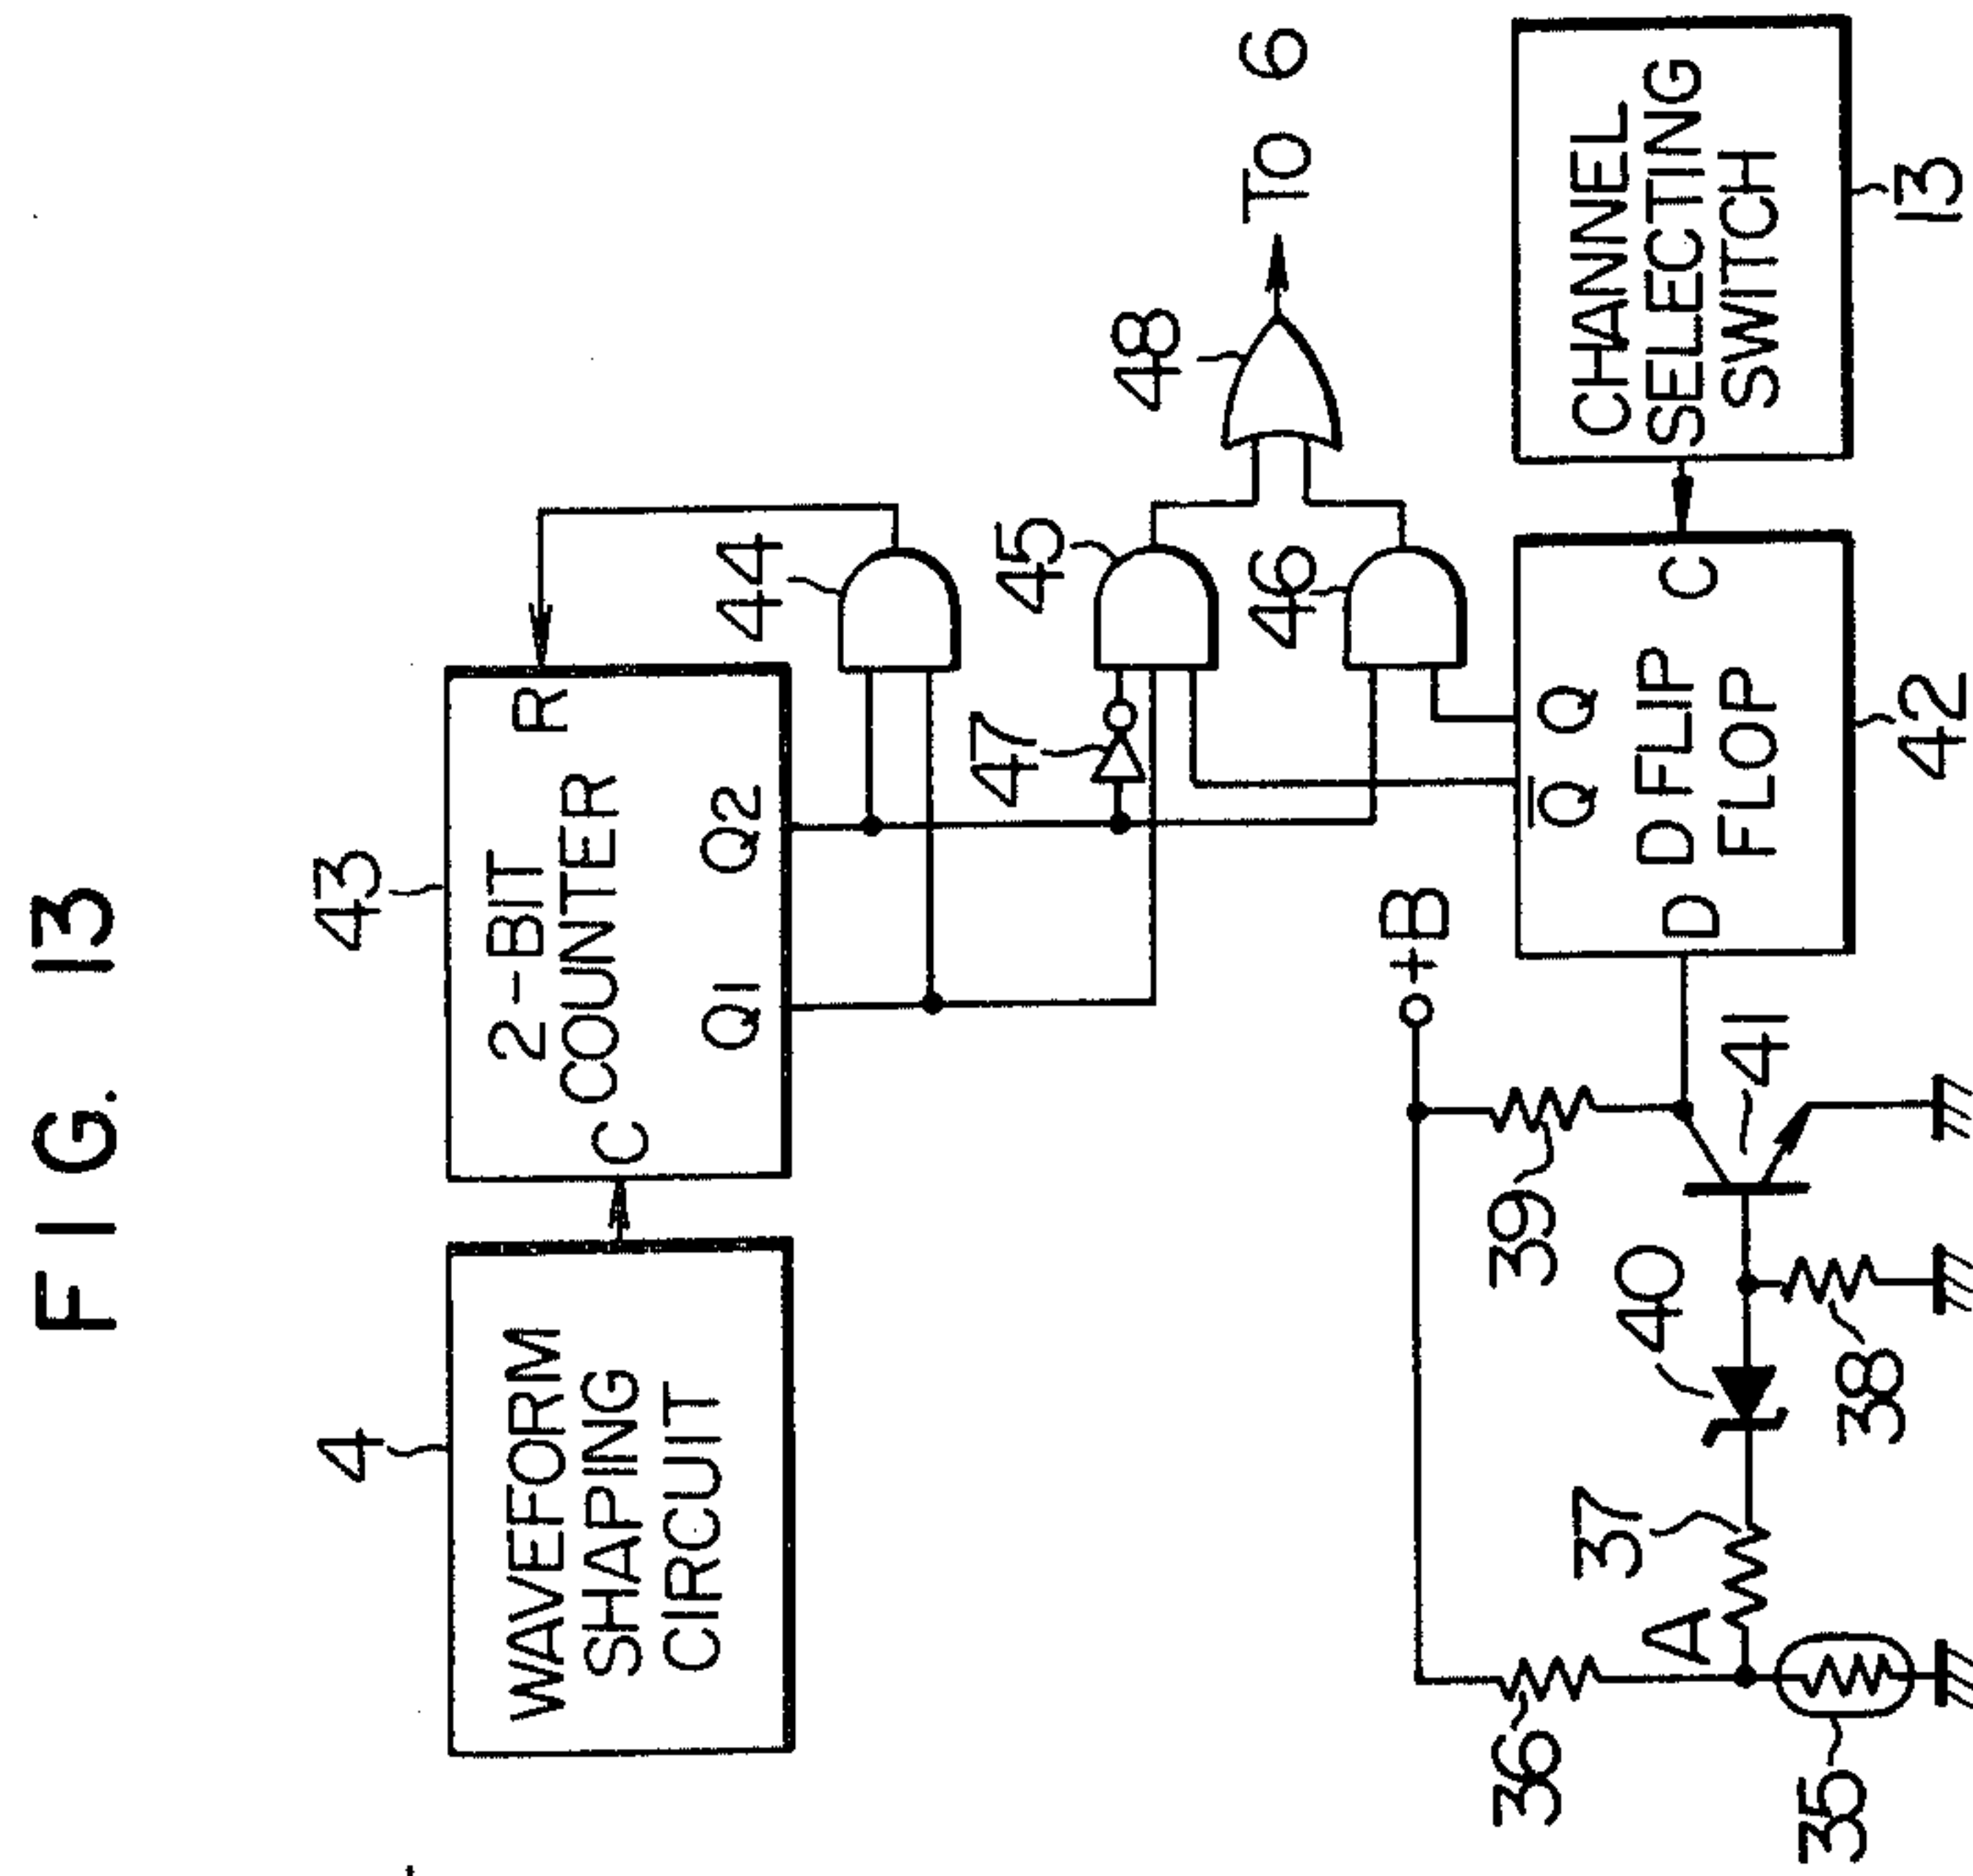 FIG. 13
4
WAVEFORM
SHAPING
CIRCUIT
43
2-BIT
COUNTER
C
R
Q1
Q2
44
45
46
47
48
TO 6
+B
36
39
A
37
40
41
35
38
D
Q̅
Q
D FLIP
FLOP
C
42
CHANNEL
SELECTING
SWITCH
13